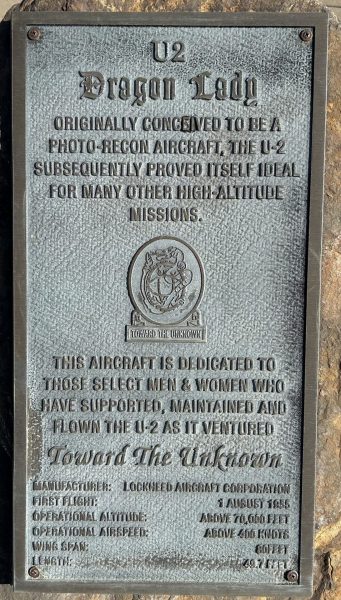 U2
Dragon Lady
ORIGINALLY CONCEIVED TO BE A
PHOTO-RECON AIRCRAFT, THE U-2
SUBSEQUENTLY PROVED ITSELF IDEAL
FOR MANY OTHER HIGH-ALTITUDE
MISSIONS.
TOWARD THE UNKNOWN
THIS AIRCRAFT IS DEDICATED TO
THOSE SELECT MEN & WOMEN WHO
HAVE SUPPORTED, MAINTAINED AND
FLOWN THE U-2 AS IT VENTURED
Toward The Unknown
MANUFACTURER: LOCKHEED AIRCRAFT CORPORATION
FIRST FLIGHT: 1 AUGUST 1955
OPERATIONAL ALTITUDE: ABOVE 70,000 FEET
OPERATIONAL AIRSPEED: ABOVE 400 KNOTS
WING SPAN: 80FEET
LENGTH: 49.7 FEET